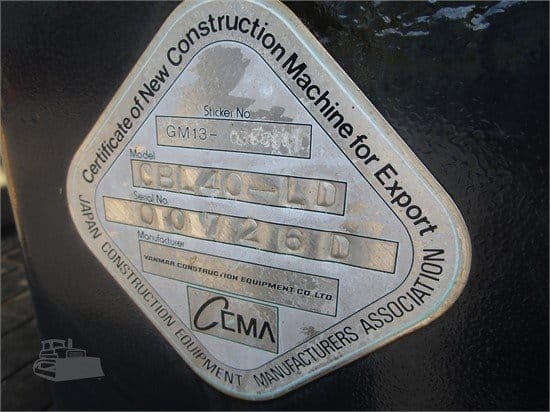 Certificate of New Construction Machine for Export
Sticker No
GM13-
Model
CBL40-LD
Serial No
00726D
Manufacturer
YANMAR CONSTRUCTION EQUIPMENT CO. LTD.
CEMA
JAPAN CONSTRUCTION EQUIPMENT MANUFACTURERS ASSOCIATION